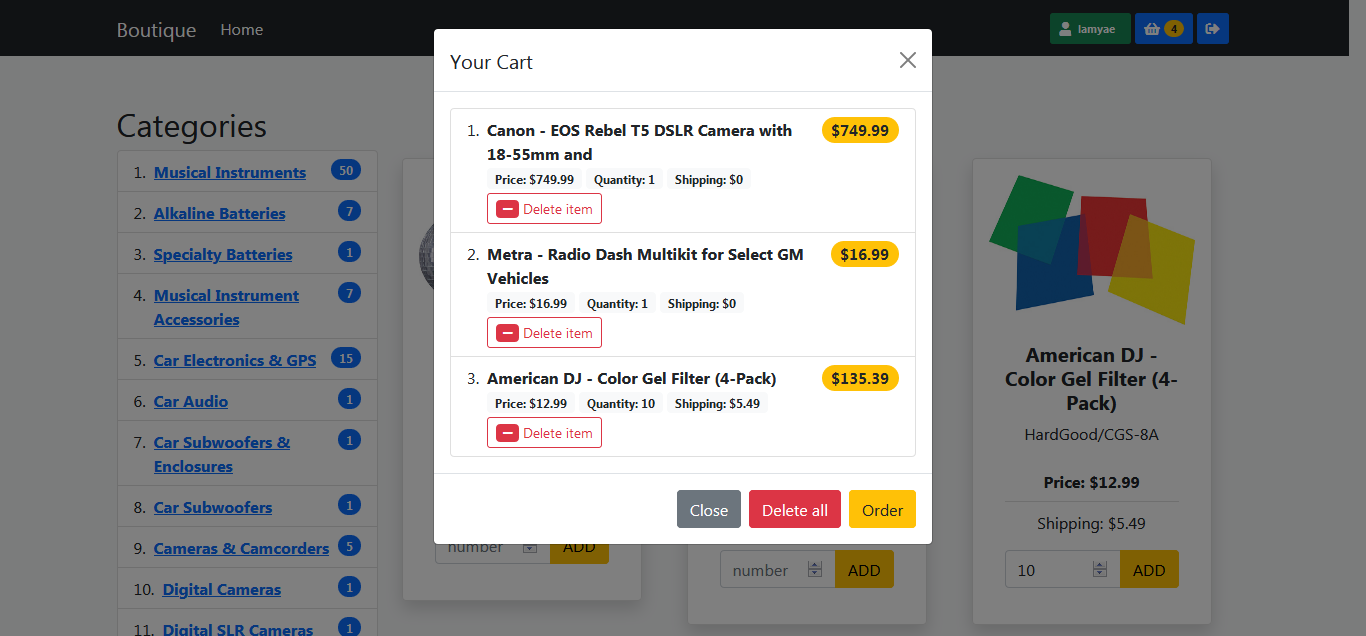 Boutique Home lamyae 4
Your Cart
Categories
1. Musical Instruments 50
2. Alkaline Batteries 7
3. Specialty Batteries 1
4. Musical Instrument 7
Accessories
5. Car Electronics & GPS 15
6. Car Audio 1
7. Car Subwoofers & 1
Enclosures
8. Car Subwoofers 1
9. Cameras & Camcorders 5
10. Digital Cameras 1
11. Digital SLR Cameras 1
1. Canon - EOS Rebel T5 DSLR Camera with $749.99
18-55mm and
Price: $749.99 Quantity: 1 Shipping: $0
Delete item
2. Metra - Radio Dash Multikit for Select GM $16.99
Vehicles
Price: $16.99 Quantity: 1 Shipping: $0
Delete item
3. American DJ - Color Gel Filter (4-Pack) $135.39
Price: $12.99 Quantity: 10 Shipping: $5.49
Delete item
Close Delete all Order
number ADD
number ADD
American DJ -
Color Gel Filter (4-
Pack)
HardGood/CGS-8A
Price: $12.99
Shipping: $5.49
10 ADD